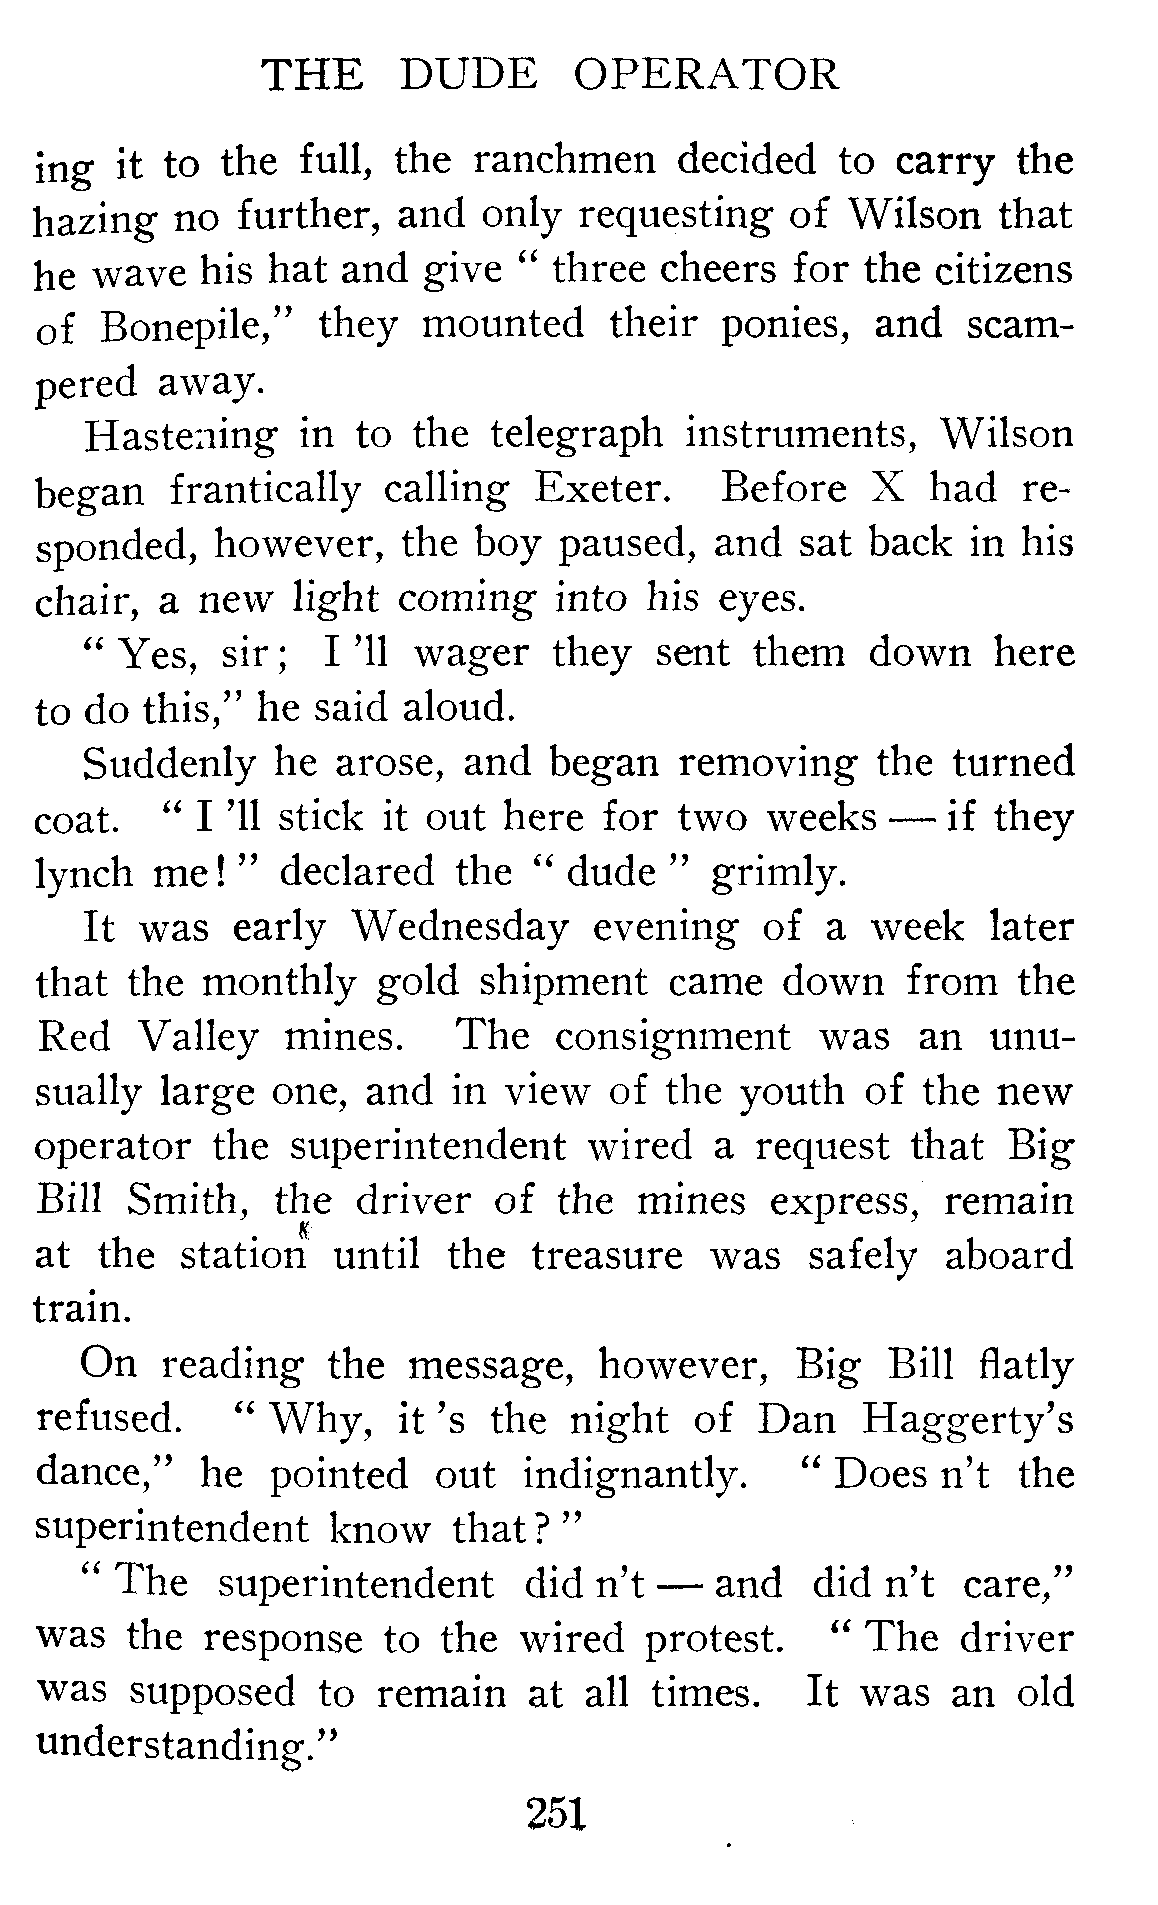 THE DUDE OPERATOR
ing it to the full, the ranchmen decided to carry the
hazing no further, and only requesting of Wilson that
he wave his hat and give “ three cheers for the citizens
of Bonepile,” they mounted their ponies, and scam-
pered away.
Hastening in to the telegraph instruments, Wilson
began frantically calling Exeter. Before X had re-
sponded, however, the boy paused, and sat back in his
chair, a new light coming into his eyes.
“ Yes, sir; I 'll wager they sent them down here
to do this,” he said aloud.
Suddenly he arose, and began removing the turned
coat. “ I 'll stick it out here for two weeks — if they
lynch me! ” declared the “ dude ” grimly.
It was early Wednesday evening of a week later
that the monthly gold shipment came down from the
Red Valley mines. The consignment was an unu-
sually large one, and in view of the youth of the new
operator the superintendent wired a request that Big
Bill Smith, the driver of the mines express, remain
at the station until the treasure was safely aboard
train.
On reading the message, however, Big Bill flatly
refused. “ Why, it 's the night of Dan Haggerty's
dance,” he pointed out indignantly. “ Does n't the
superintendent know that? ”
“ The superintendent did n't — and did n't care,”
was the response to the wired protest. “ The driver
was supposed to remain at all times. It was an old
understanding.”
251